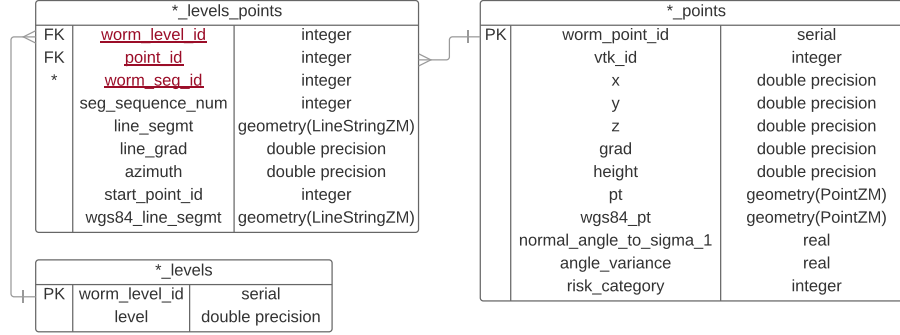 *_levels_points
FK worm_level_id integer
FK point_id integer
* worm_seg_id integer
seg_sequence_num integer
line_segmt geometry(LineStringZM)
line_grad double precision
azimuth double precision
start_point_id integer
wgs84_line_segmt geometry(LineStringZM)
*_levels
PK worm_level_id serial
level double precision
*_points
PK worm_point_id serial
vtk_id integer
x double precision
y double precision
z double precision
grad double precision
height double precision
pt geometry(PointZM)
wgs84_pt geometry(PointZM)
normal_angle_to_sigma_1 real
angle_variance real
risk_category integer